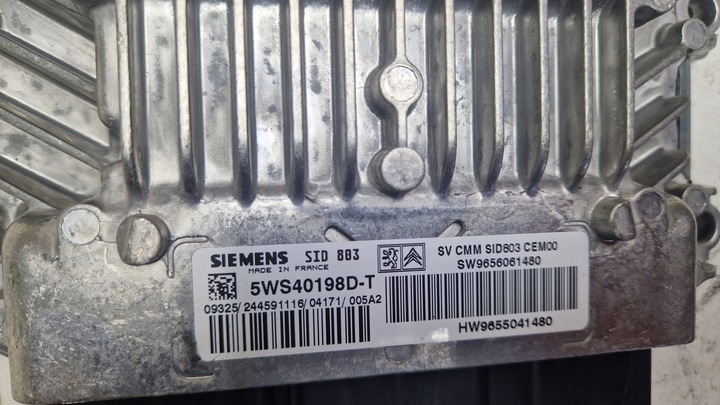 SIEMENS SID 803
MADE IN FRANCE
5WS40198D-T
09325/244591116/04171/005A2
SV CMM SID803 CEM00
SW9656061480
HW9655041480